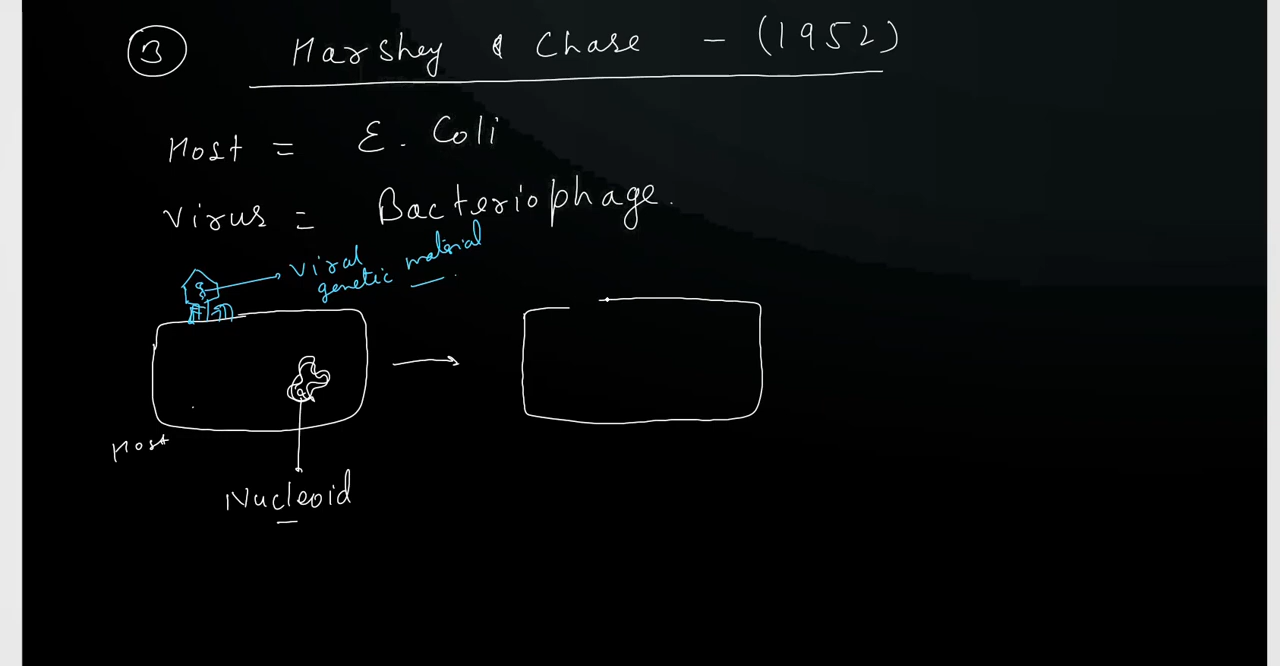 3 Harshey & Chase - (1952)
Host = E. Coli
Virus = Bacteriophage.
Viral
genetic material
Host
Nucleoid